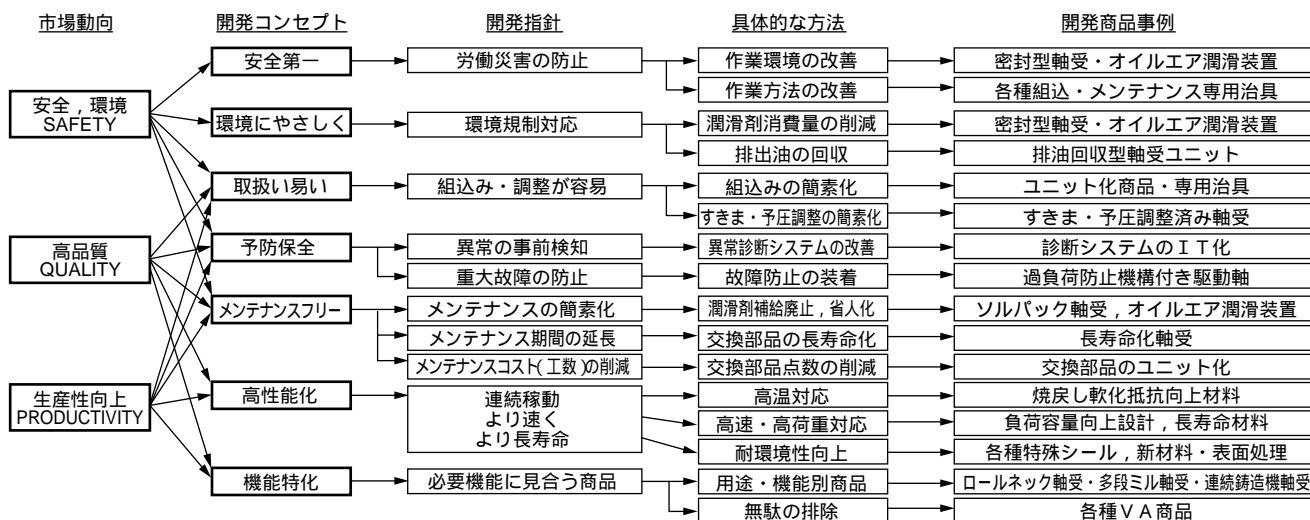 市場動向 開発コンセプト 開発指針 具体的な方法 開発商品事例
安全第一 労働災害の防止 作業環境の改善 密封型軸受・オイルエア潤滑装置
作業方法の改善 各種組込・メンテナンス専用治具
安全，環境
SAFETY
環境にやさしく 環境規制対応 潤滑剤消費量の削減 密封型軸受・オイルエア潤滑装置
排出油の回収 排油回収型軸受ユニット
取扱い易い 組込み・調整が容易 組込みの簡素化 ユニット化商品・専用治具
すきま・予圧調整の簡素化 すきま・予圧調整済み軸受
高品質
QUALITY
予防保全 異常の事前検知 異常診断システムの改善 診断システムのＩＴ化
重大故障の防止 故障防止の装着 過負荷防止機構付き駆動軸
メンテナンスフリー メンテナンスの簡素化 潤滑剤補給廃止，省人化 ソルパック軸受，オイルエア潤滑装置
メンテナンス期間の延長 交換部品の長寿命化 長寿命化軸受
メンテナンスコスト(工数)の削減 交換部品点数の削減 交換部品のユニット化
生産性向上
PRODUCTIVITY
高性能化 連続稼動 高温対応 焼戻し軟化抵抗向上材料
より速く 高速・高荷重対応 負荷容量向上設計，長寿命材料
より長寿命 耐環境性向上 各種特殊シール，新材料・表面処理
機能特化 必要機能に見合う商品 用途・機能別商品 ロールネック軸受・多段ミル軸受・連続鋳造機軸受
無駄の排除 各種ＶＡ商品